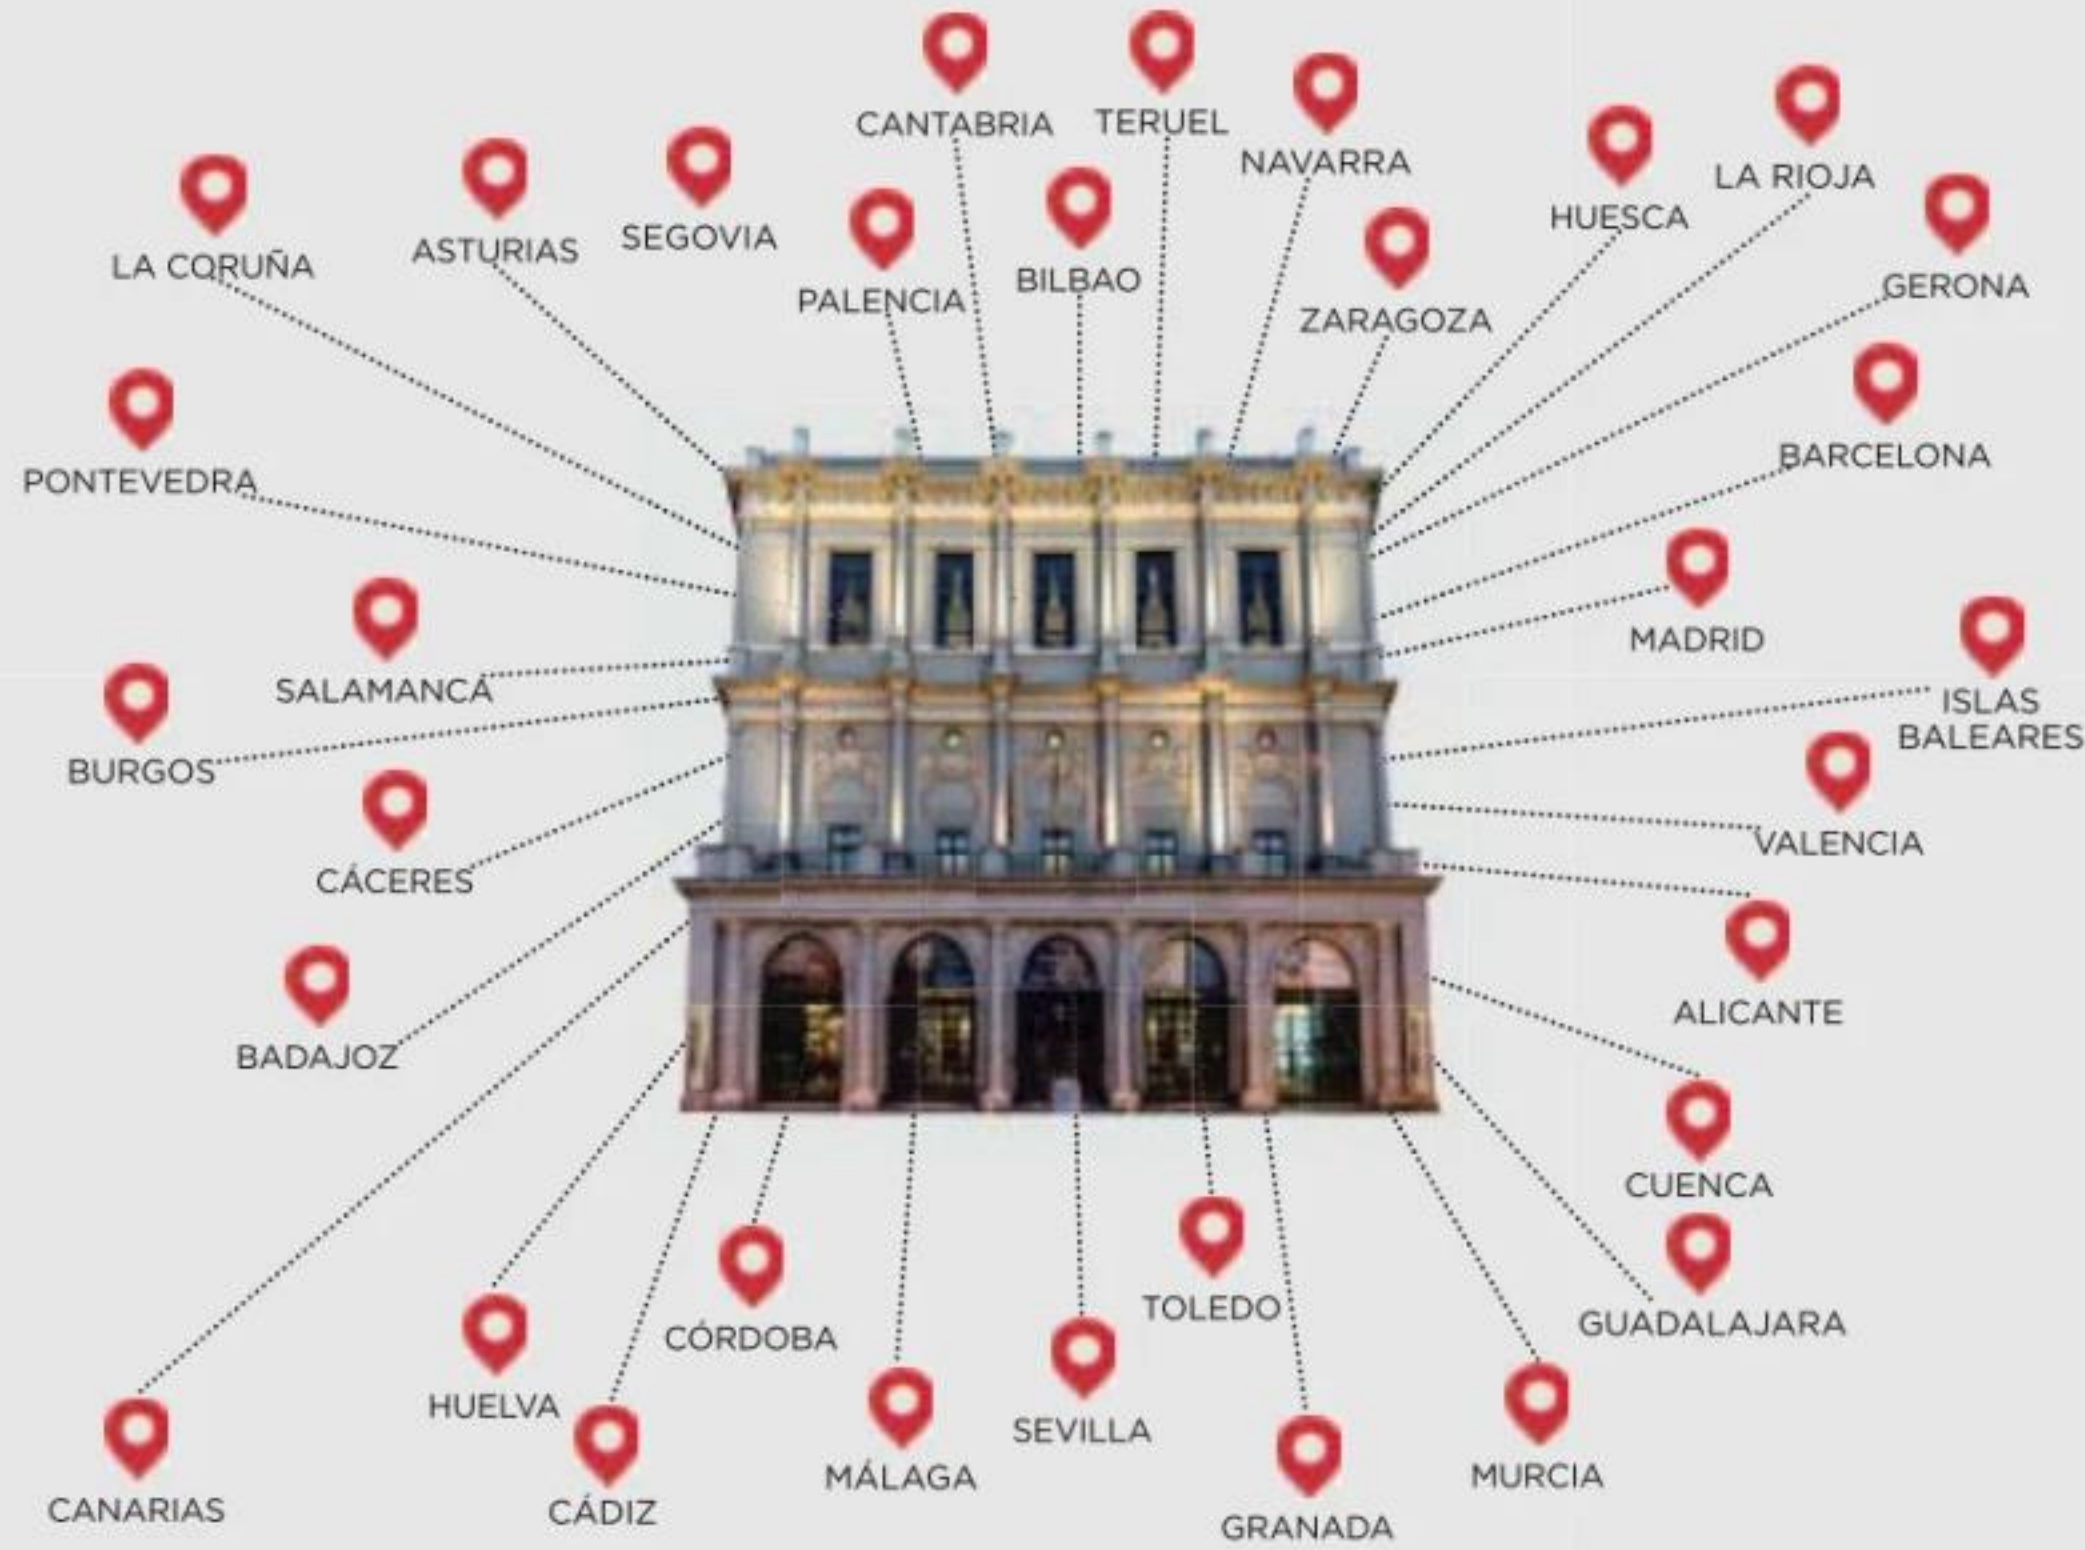 CANTABRIA
TERUEL
NAVARRA
LA RIOJA
HUESCA
SEGOVIA
ASTURIAS
LA CORUÑA
PALENCIA
BILBAO
GERONA
ZARAGOZA
BARCELONA
PONTEVEDRA
MADRID
SALAMANCA
ISLAS
BALEARES
BURGOS
VALENCIA
CÁCERES
ALICANTE
BADAJOZ
CUENCA
TOLEDO
GUADALAJARA
CÓRDOBA
HUELVA
SEVILLA
MÁLAGA
MURCIA
CANARIAS
CÁDIZ
GRANADA